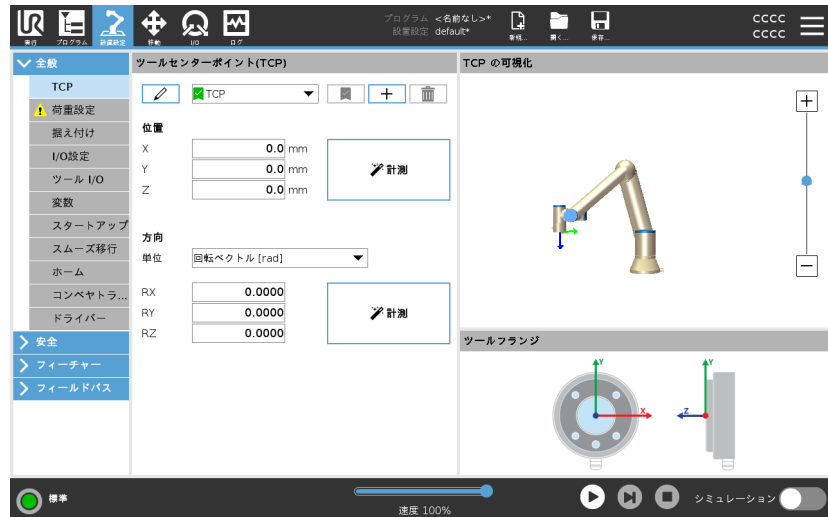 UR
実行
プログラム
設置設定
移動
I/O
ログ
プログラム <名前なし>*
設置設定 default*
新規...
開く...
保存...
CCCC
CCCC
全般
TCP
荷重設定
据え付け
I/O設定
ツール I/O
変数
スタートアップ
スムーズ移行
ホーム
コンベヤトラ...
ドライバー
安全
フィーチャー
フィールドバス
ツールセンターポイント(TCP)
TCP
位置
X 0.0 mm
Y 0.0 mm
Z 0.0 mm
計測
方向
単位 回転ベクトル [rad]
RX 0.0000
RY 0.0000
RZ 0.0000
計測
TCP の可視化
ツールフランジ
Y
X
Y
Z
標準
速度 100%
シミュレーション